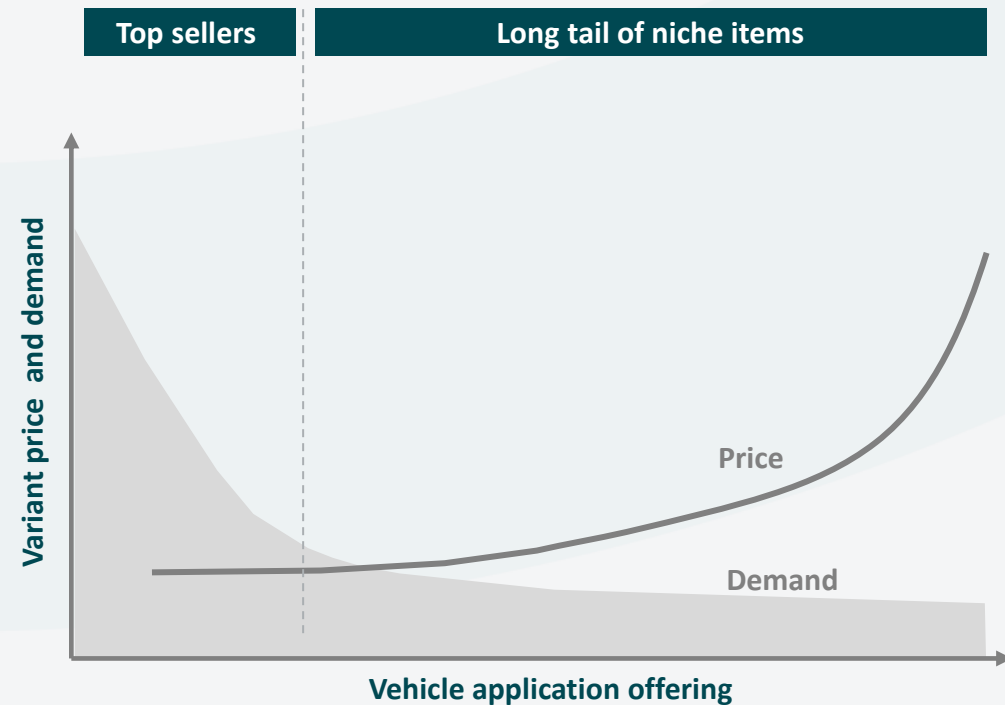 Top sellers
Long tail of niche items
Variant price and demand
Price
Demand
Vehicle application offering